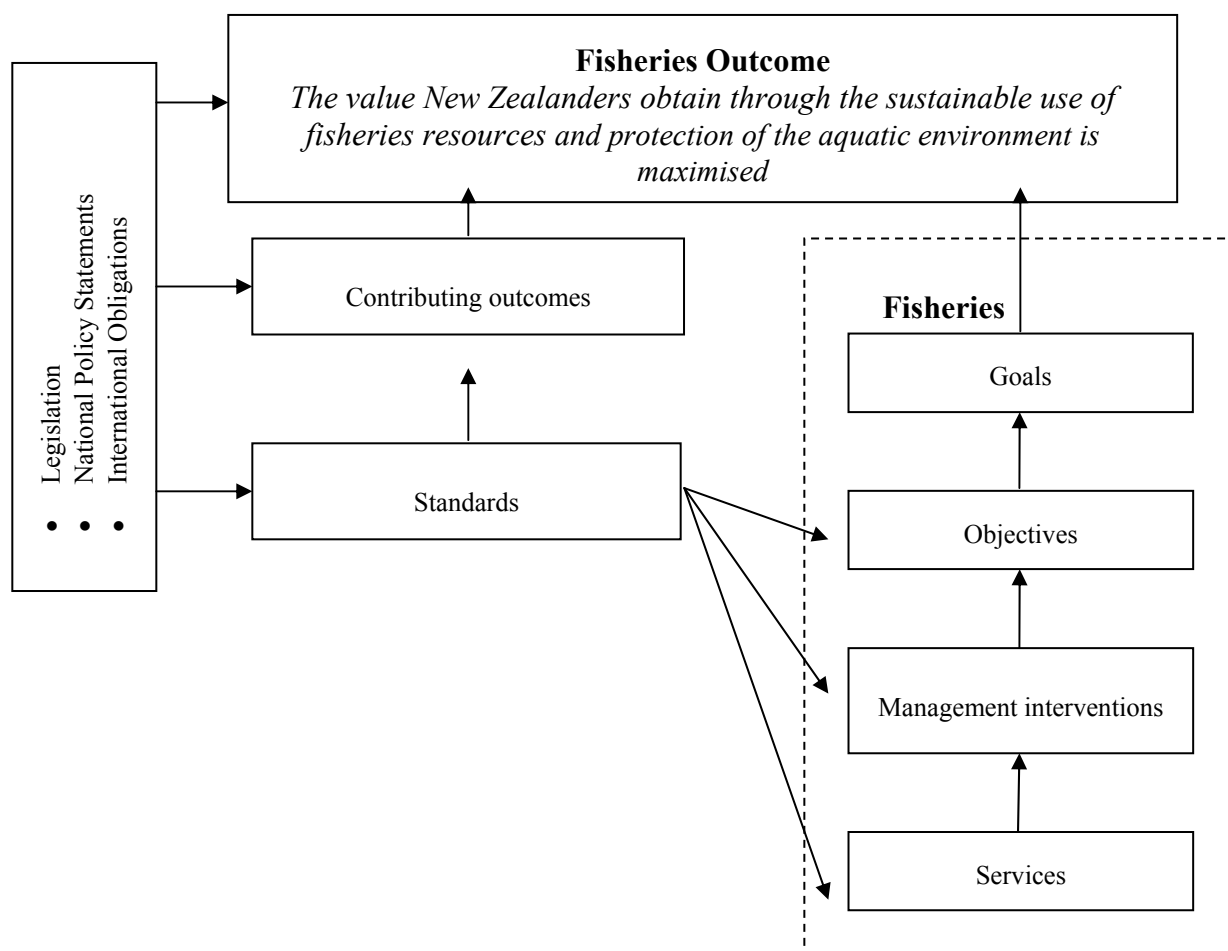 Fisheries Outcome
The value New Zealanders obtain through the sustainable use of
fisheries resources and protection of the aquatic environment is
maximised
• Legislation
• National Policy Statements
• International Obligations
Contributing outcomes
Standards
Fisheries
Goals
Objectives
Management interventions
Services